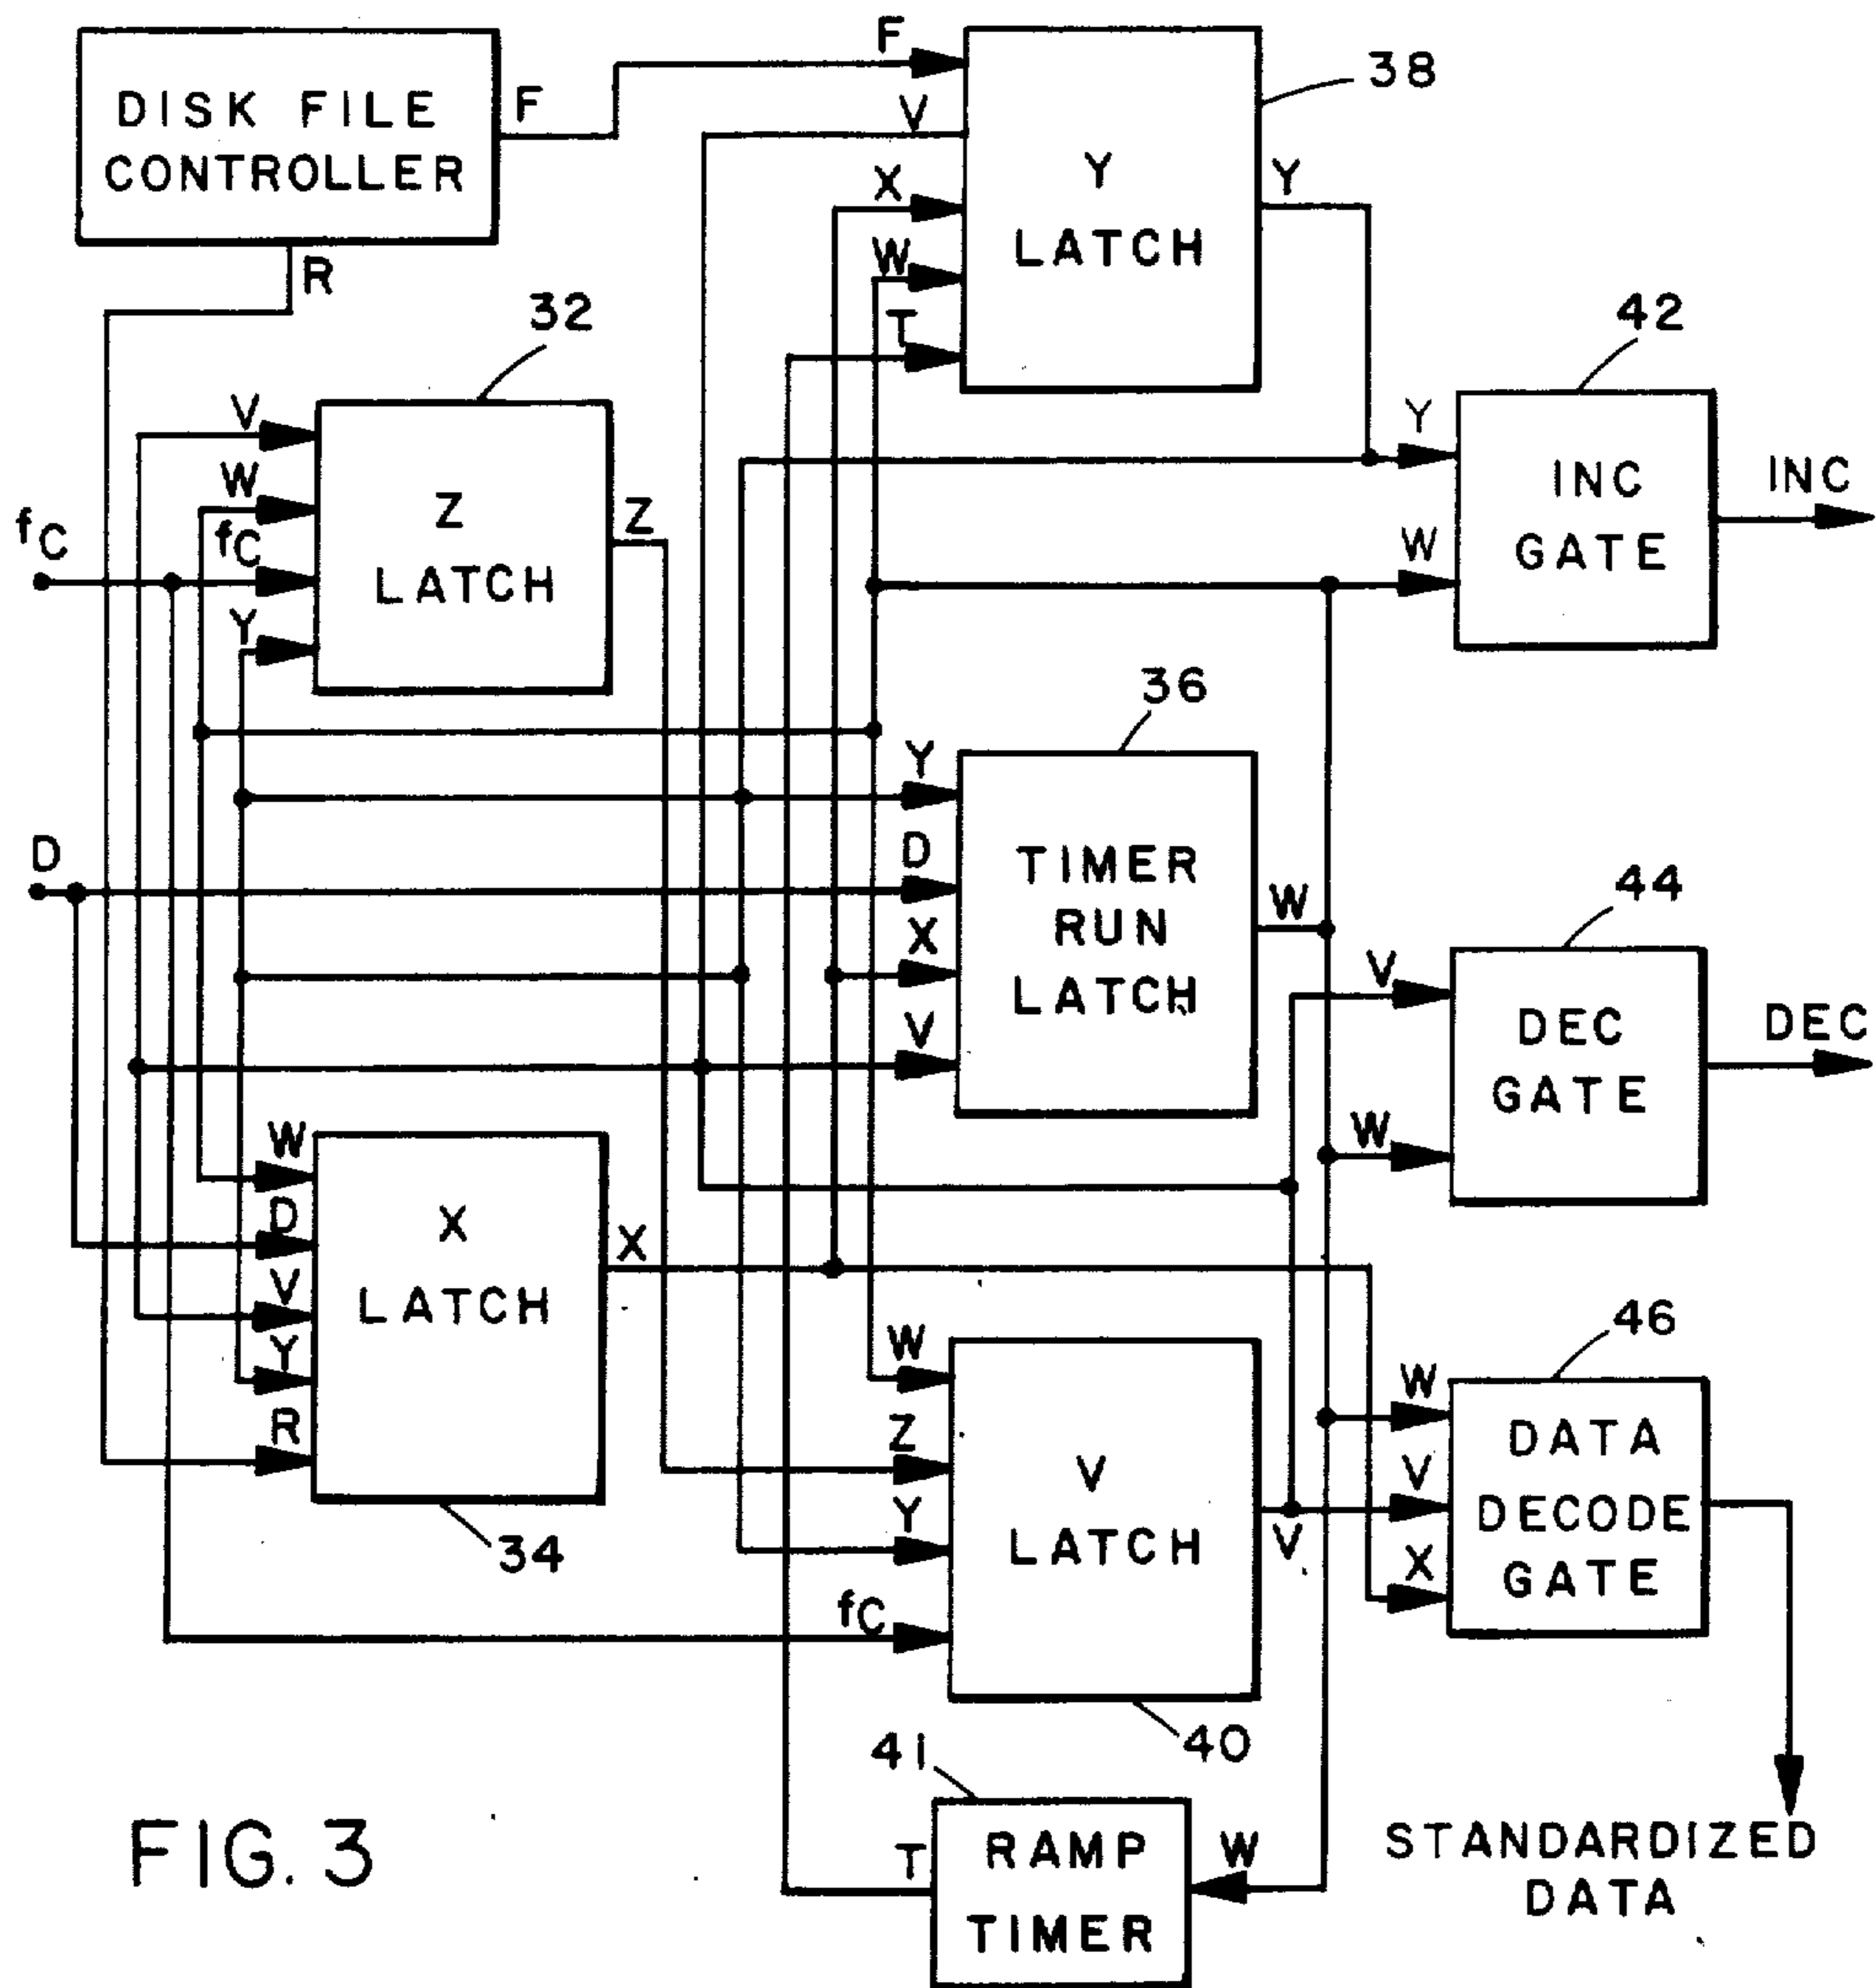 DISK FILE
CONTROLLER
F
R
F
V
X
W
T
Y
LATCH
Y
38
32
V
W
fC
fC
Y
Z
LATCH
Z
42
Y
W
INC
GATE
INC
36
Y
D
X
V
TIMER
RUN
LATCH
W
D
44
V
W
DEC
GATE
DEC
W
D
V
Y
R
X
LATCH
X
34
W
Z
Y
fC
V
LATCH
V
40
46
W
V
X
DATA
DECODE
GATE
41
T
RAMP
TIMER
W
STANDARDIZED
DATA
FIG. 3